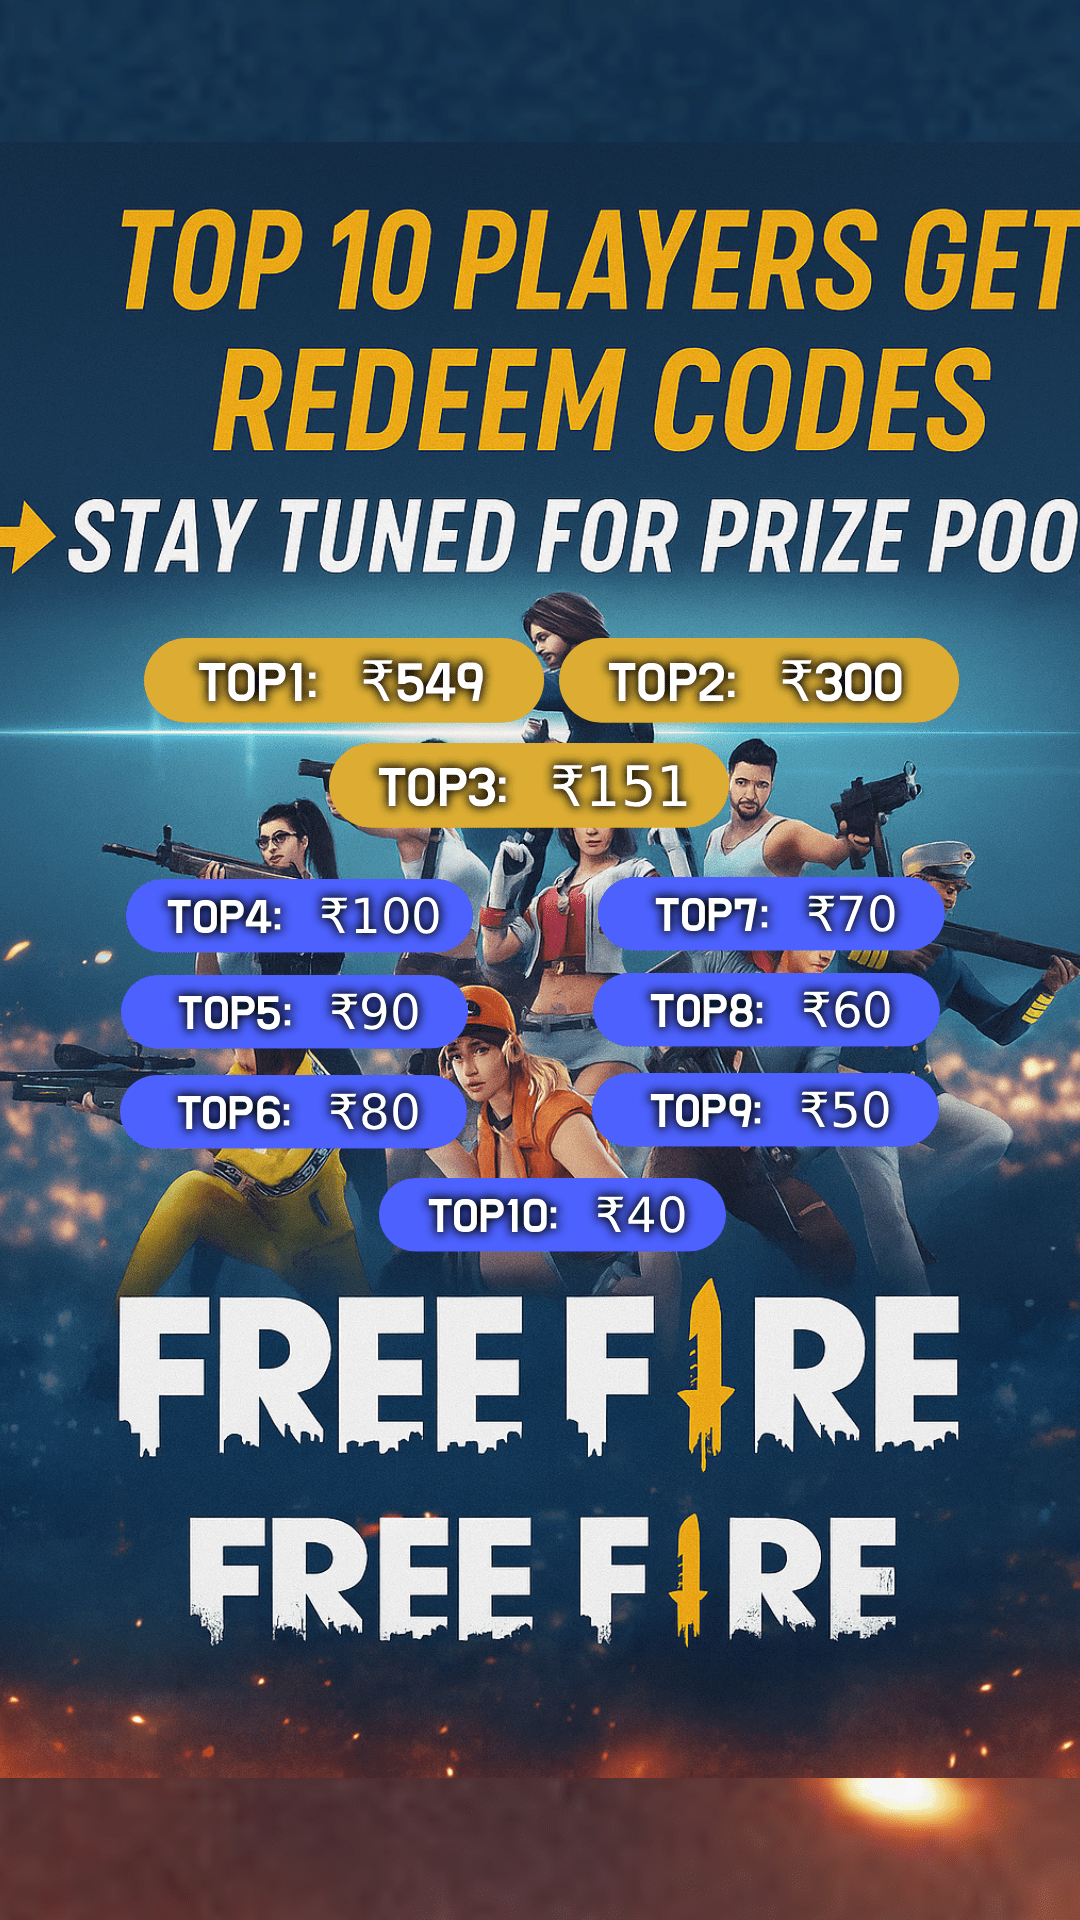 TOP 10 PLAYERS GET
REDEEM CODES
STAY TUNED FOR PRIZE POO
TOP1: ₹549
TOP2: ₹300
TOP3: ₹151
TOP4: ₹100
TOP7: ₹70
TOP5: ₹90
TOP8: ₹60
TOP6: ₹80
TOP9: ₹50
TOP10: ₹40
FREE FIRE
FREE FIRE